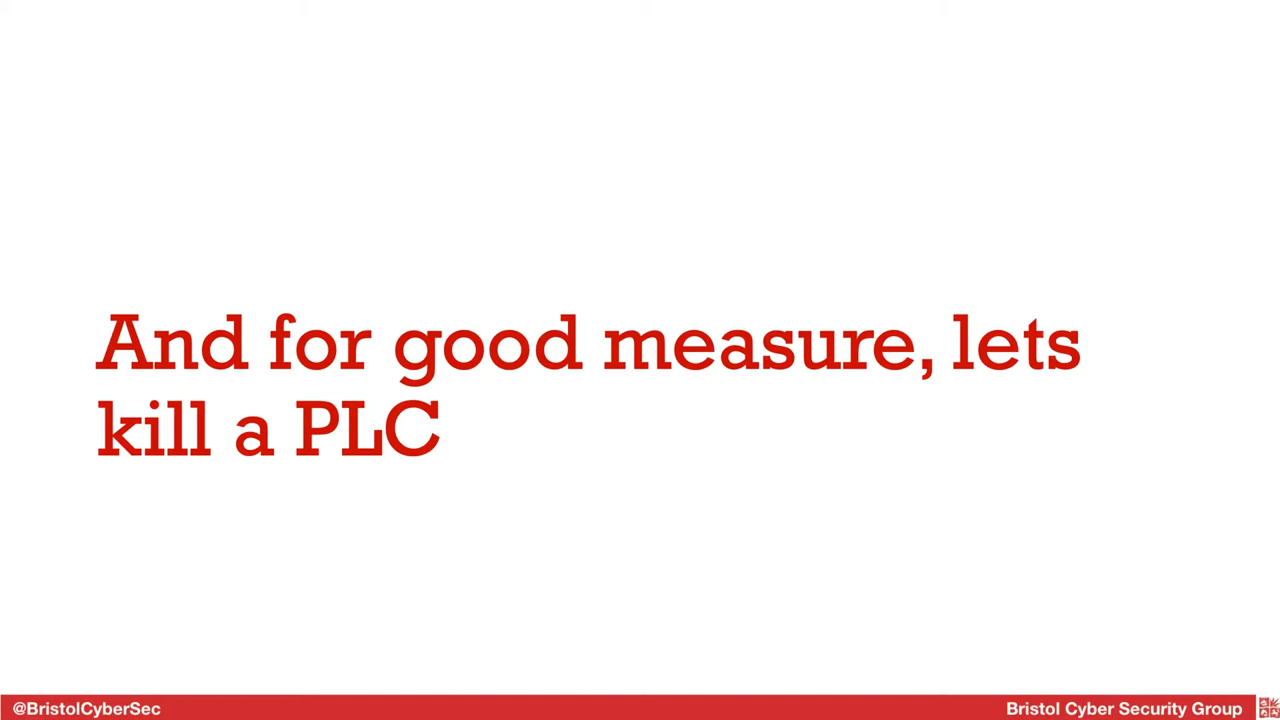 And for good measure, lets
kill a PLC
@BristolCyberSec
Bristol Cyber Security Group